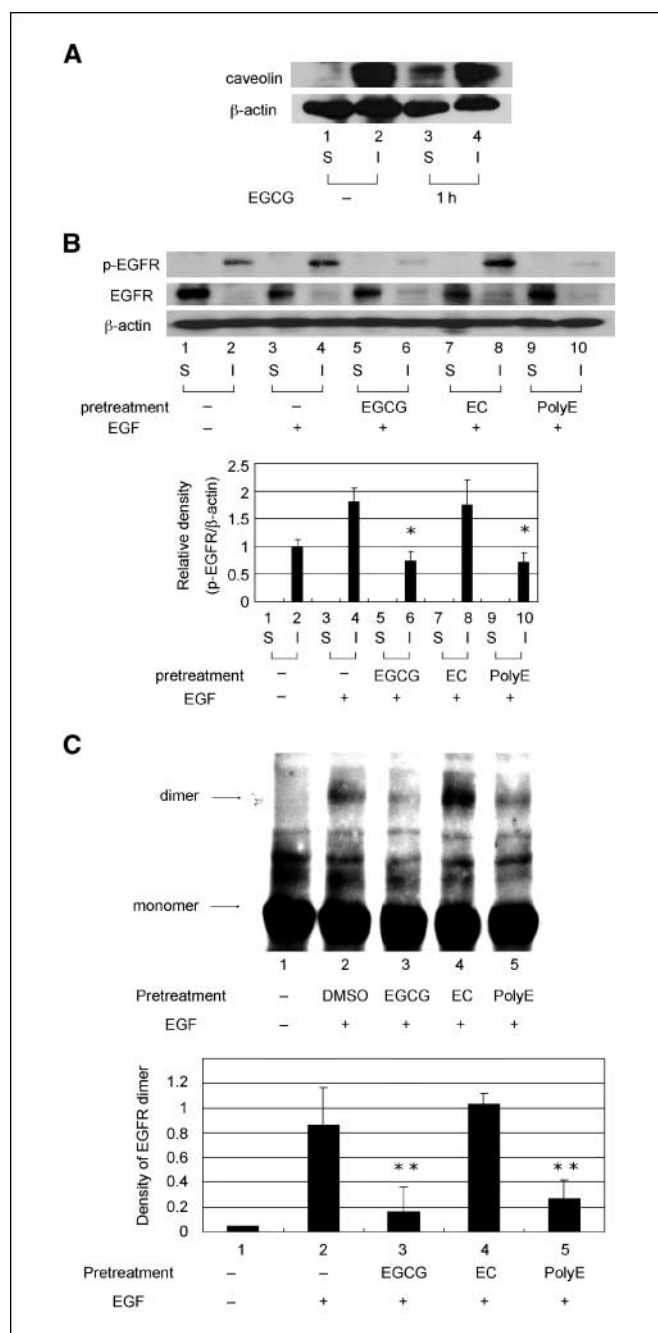 A
caveolin
β-actin
1 2 3 4
S I S I
EGCG – 1 h
B
p-EGFR
EGFR
β-actin
1 2 3 4 5 6 7 8 9 10
S I S I S I S I S I
pretreatment – – EGCG EC PolyE
EGF – + + + +
Relative density
(p-EGFR/β-actin)
2.5
2
1.5
1
0.5
0
* *
1 2 3 4 5 6 7 8 9 10
S I S I S I S I S I
pretreatment – – EGCG EC PolyE
EGF – + + + +
C
dimer
monomer
1 2 3 4 5
Pretreatment – DMSO EGCG EC PolyE
EGF – + + + +
Density of EGFR dimer
1.2
1
0.8
0.6
0.4
0.2
0
** **
1 2 3 4 5
Pretreatment – – EGCG EC PolyE
EGF – + + + +